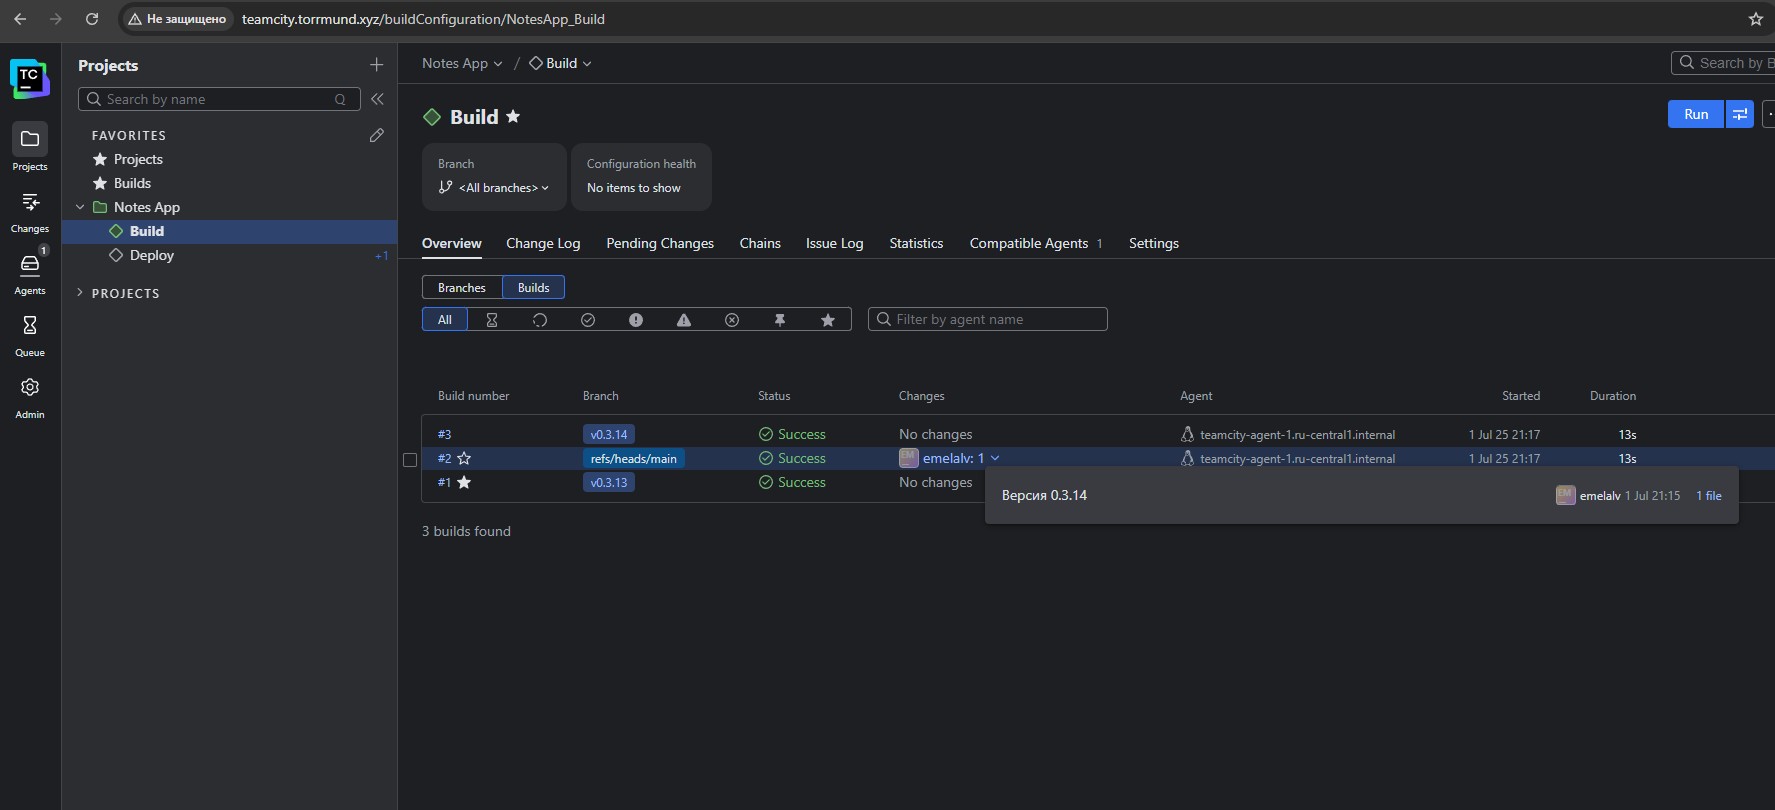 Не защищено teamcity.torrmund.xyz/buildConfiguration/NotesApp_Build
TC
Projects
Changes
1
Agents
Queue
Admin
Projects
Search by name Q
FAVORITES
Projects
Builds
Notes App
Build
Deploy +1
PROJECTS
Notes App / Build
Search by B
Build
Run
Branch
<All branches>
Configuration health
No items to show
Overview Change Log Pending Changes Chains Issue Log Statistics Compatible Agents 1 Settings
Branches Builds
All Filter by agent name
Build number Branch Status Changes Agent Started Duration
#3 v0.3.14 Success No changes teamcity-agent-1.ru-central1.internal 1 Jul 25 21:17 13s
#2 refs/heads/main Success EM emelalv: 1 teamcity-agent-1.ru-central1.internal 1 Jul 25 21:17 13s
#1 v0.3.13 Success No changes
Версия 0.3.14 EM emelalv 1 Jul 21:15 1 file
3 builds found